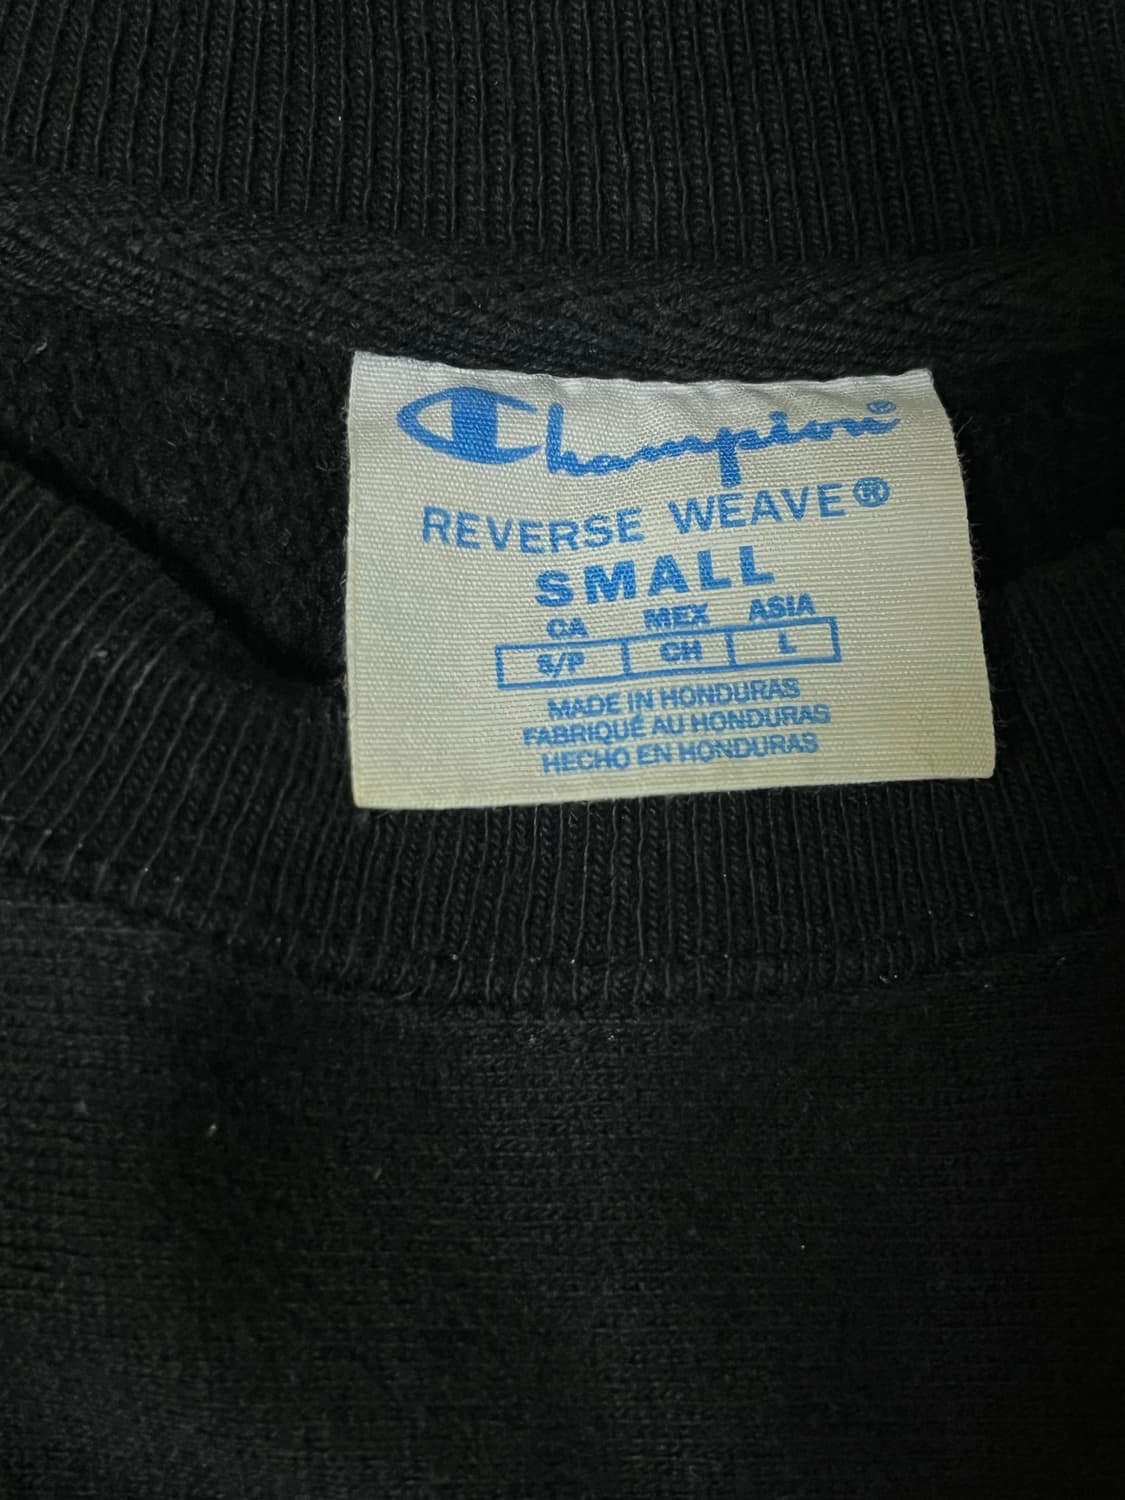 Champion®
REVERSE WEAVE®
SMALL
CA MEX ASIA
S/P CH L
MADE IN HONDURAS
FABRIQUÉ AU HONDURAS
HECHO EN HONDURAS